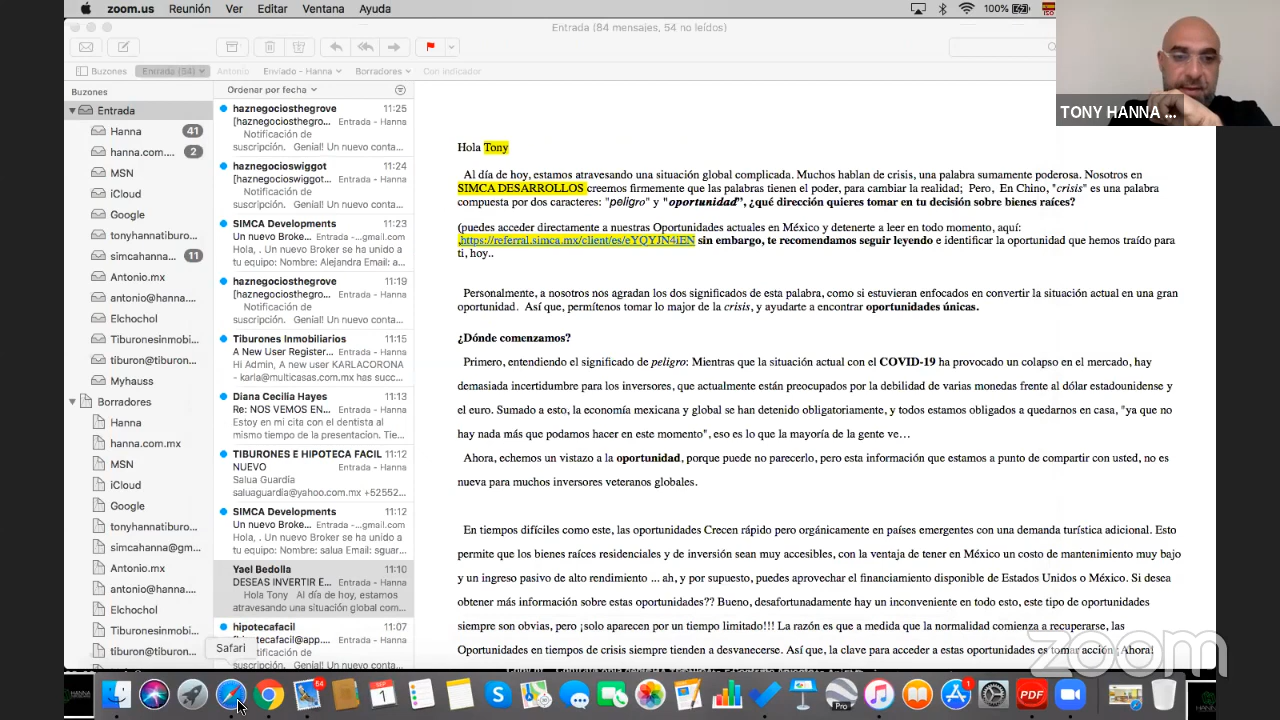 zoom.us Reunión Ver Editar Ventana Ayuda
100%
Entrada (84 mensajes, 54 no leídos)
Buzones Entrada (54) Antonio Enviado - Hanna Borradores Con indicador
Buzones
Entrada
Hanna 41
hanna.com.... 2
MSN
iCloud
Google
tonyhannatiburo...
simcahanna@... 11
Antonio.mx
antonio@hanna....
Elchochol
Tiburonesinmobi...
tiburon@tiburon...
Myhauss
Borradores
Hanna
hanna.com.mx
MSN
iCloud
Google
tonyhannatiburo...
simcahanna@gm...
Antonio.mx
antonio@hanna....
Elchochol
Tiburonesinmobi...
tiburon@tiburon...
Ordenar por fecha
haznegociosthegrove 11:25
[haznegociosthegro... Entrada - Hanna
Notificación de
suscripción. Genial! Un nuevo conta...
haznegocioswiggot 11:24
[haznegociosthegro... Entrada - Hanna
Notificación de
suscripción. Genial! Un nuevo conta...
SIMCA Developments 11:23
Un nuevo Broke... Entrada -...gmail.com
Hola, . Un nuevo Broker se ha unido a
tu equipo: Nombre: Alejandra Email: a...
haznegociosthegrove 11:19
[haznegociosthegro... Entrada - Hanna
Notificación de
suscripción. Genial! Un nuevo conta...
Tiburones Inmobiliarios 11:15
A New User Register... Entrada - Hanna
Hi Admin, A new user KARLACORONA
- karla@multicasas.com.mx has succ...
Diana Cecilia Hayes 11:13
Re: NOS VEMOS EN... Entrada - Hanna
Estoy en mi cita con el dentista al
mismo tiempo de la presentacion. Tie...
TIBURONES E HIPOTECA FACIL 11:12
NUEVO Entrada - Hanna
Salua Guardia
saluaguardia@yahoo.com.mx +52552...
SIMCA Developments 11:12
Un nuevo Broke... Entrada -...gmail.com
Hola, . Un nuevo Broker se ha unido a
tu equipo: Nombre: salua Email: sguar...
Yael Bedolla 11:10
DESEAS INVERTIR E... Entrada - Hanna
Hola Tony Al día de hoy, estamos
atravesando una situación global com...
hipotecafacil 11:07
Entrada - Hanna
Notificación de
suscripción. Genial! Un nuevo conta...
Hola Tony
Al día de hoy, estamos atravesando una situación global complicada. Muchos hablan de crisis, una palabra sumamente poderosa. Nosotros en
SIMCA DESARROLLOS creemos firmemente que las palabras tienen el poder, para cambiar la realidad; Pero, En Chino, "crisis" es una palabra
compuesta por dos caracteres: "peligro" y "oportunidad", ¿qué dirección quieres tomar en tu decisión sobre bienes raíces?
(puedes acceder directamente a nuestras Oportunidades actuales en México y detenerte a leer en todo momento, aquí:
,https://referral.simca.mx/client/es/eYQYJN4iEN sin embargo, te recomendamos seguir leyendo e identificar la oportunidad que hemos traído para
ti, hoy..
Personalmente, a nosotros nos agradan los dos significados de esta palabra, como si estuvieran enfocados en convertir la situación actual en una gran
oportunidad. Así que, permítenos tomar lo major de la crisis, y ayudarte a encontrar oportunidades únicas.
¿Dónde comenzamos?
Primero, entendiendo el significado de peligro: Mientras que la situación actual con el COVID-19 ha provocado un colapso en el mercado, hay
demasiada incertidumbre para los inversores, que actualmente están preocupados por la debilidad de varias monedas frente al dólar estadounidense y
el euro. Sumado a esto, la economía mexicana y global se han detenido obligatoriamente, y todos estamos obligados a quedarnos en casa, "ya que no
hay nada más que podamos hacer en este momento", eso es lo que la mayoría de la gente ve…
Ahora, echemos un vistazo a la oportunidad, porque puede no parecerlo, pero esta información que estamos a punto de compartir con usted, no es
nueva para muchos inversores veteranos globales.
En tiempos difíciles como este, las oportunidades Crecen rápido pero orgánicamente en países emergentes con una demanda turística adicional. Esto
permite que los bienes raíces residenciales y de inversión sean muy accesibles, con la ventaja de tener en México un costo de mantenimiento muy bajo
y un ingreso pasivo de alto rendimiento ... ah, y por supuesto, puedes aprovechar el financiamiento disponible de Estados Unidos o México. Si desea
obtener más información sobre estas oportunidades?? Bueno, desafortunadamente hay un inconveniente en todo esto, este tipo de oportunidades
siempre son obvias, pero ¡solo aparecen por un tiempo limitado!!! La razón es que a medida que la normalidad comienza a recuperarse, las
Oportunidades en tiempos de crisis siempre tienden a desvanecerse. Así que, la clave para acceder a estas oportunidades es tomar acción ¡Ahora!
TONY HANNA ...
Safari
zoom
54
1
Pro
1
PDF
HANNA
HANNA